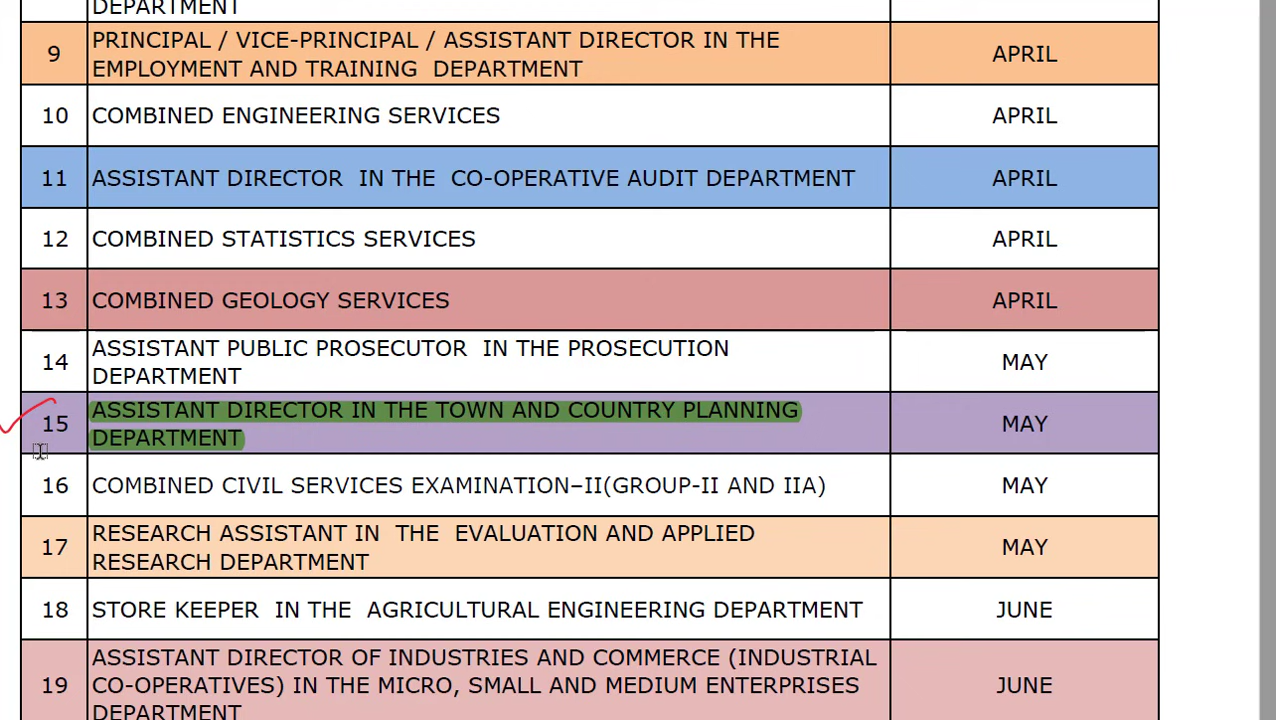 DEPARTMENT
9 PRINCIPAL / VICE-PRINCIPAL / ASSISTANT DIRECTOR IN THE APRIL
EMPLOYMENT AND TRAINING DEPARTMENT
10 COMBINED ENGINEERING SERVICES APRIL
11 ASSISTANT DIRECTOR IN THE CO-OPERATIVE AUDIT DEPARTMENT APRIL
12 COMBINED STATISTICS SERVICES APRIL
13 COMBINED GEOLOGY SERVICES APRIL
14 ASSISTANT PUBLIC PROSECUTOR IN THE PROSECUTION MAY
DEPARTMENT
15 ASSISTANT DIRECTOR IN THE TOWN AND COUNTRY PLANNING MAY
DEPARTMENT
16 COMBINED CIVIL SERVICES EXAMINATION–II(GROUP-II AND IIA) MAY
17 RESEARCH ASSISTANT IN THE EVALUATION AND APPLIED MAY
RESEARCH DEPARTMENT
18 STORE KEEPER IN THE AGRICULTURAL ENGINEERING DEPARTMENT JUNE
19 ASSISTANT DIRECTOR OF INDUSTRIES AND COMMERCE (INDUSTRIAL JUNE
CO-OPERATIVES) IN THE MICRO, SMALL AND MEDIUM ENTERPRISES
DEPARTMENT